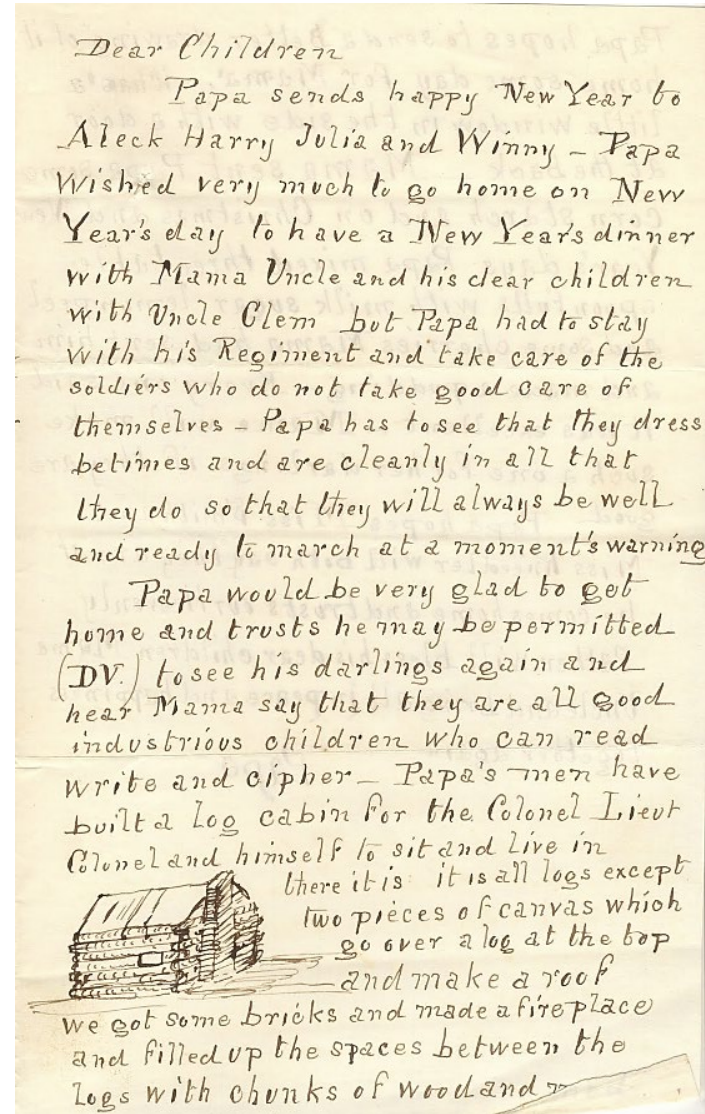 Dear Children
Papa sends happy New Year to
Aleck Harry Julia and Winny – Papa
Wished very much to go home on New
Year's day to have a New Years dinner
with Mama Uncle and his dear children
with Uncle Clem but Papa had to stay
with his Regiment and take care of the
soldiers who do not take good care of
themselves – Papa has to see that they dress
betimes and are cleanly in all that
they do so that they will always be well
and ready to march at a moment's warning
Papa would be very glad to get
home and trusts he may be permitted
(DV.) to see his darlings again and
hear Mama say that they are all good
industrious children who can read
write and cipher – Papa's men have
built a log cabin for the Colonel Lieut
Colonel and himself to sit and live in
there it is it is all logs except
two pieces of canvas which
go over a log at the top
and make a roof
we got some bricks and made a fireplace
and filled up the spaces between the
logs with chunks of wood and